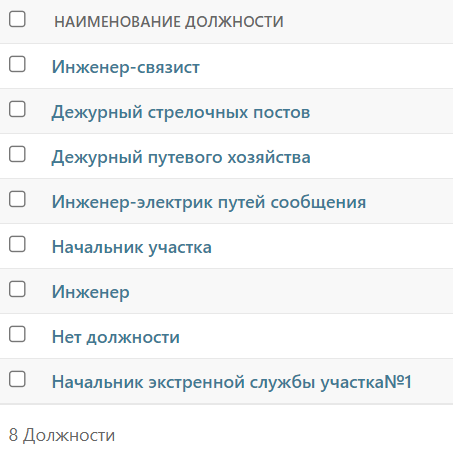 НАИМЕНОВАНИЕ ДОЛЖНОСТИ
Инженер-связист
Дежурный стрелочных постов
Дежурный путевого хозяйства
Инженер-электрик путей сообщения
Начальник участка
Инженер
Нет должности
Начальник экстренной службы участка№1
8 Должности